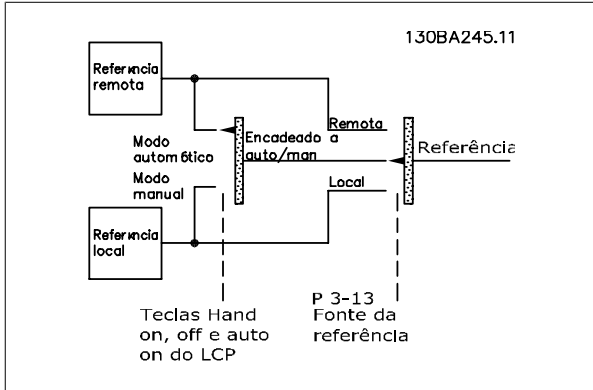 130BA245.11
Referência
remota
Remota
Encadeado a
auto/man
Referência
Modo
automótico
Modo
manual
Local
Referência
local
P 3-13
Fonte da
referência
Teclas Hand
on, off e auto
on do LCP